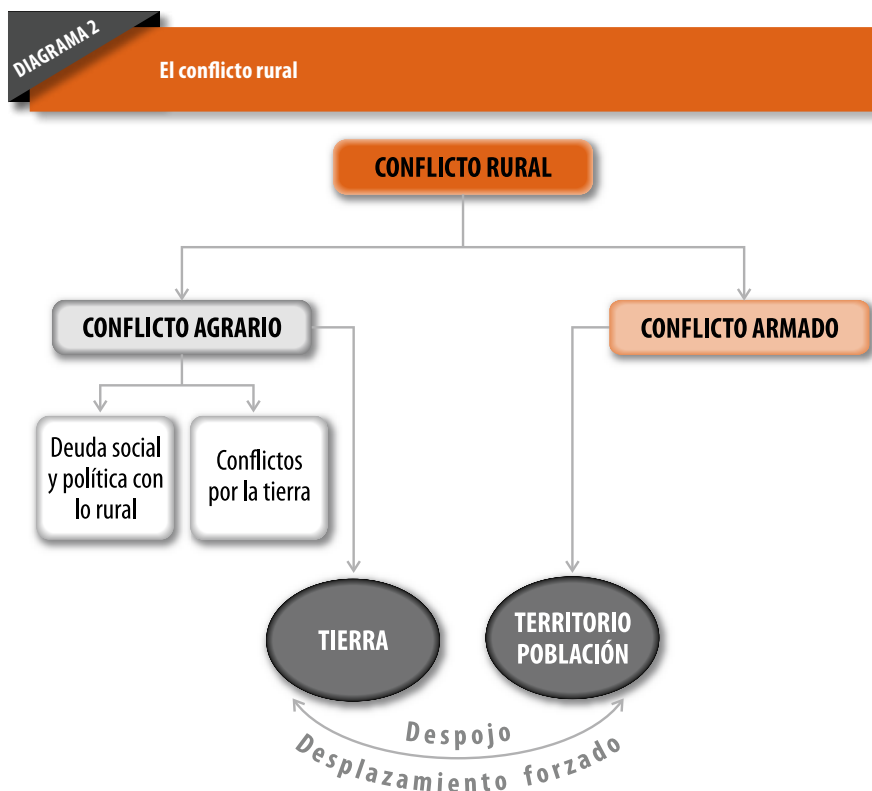 DIAGRAMA 2
El conflicto rural
CONFLICTO RURAL
CONFLICTO AGRARIO
CONFLICTO ARMADO
Deuda social
y política con
lo rural
Conflictos
por la tierra
TIERRA
TERRITORIO
POBLACIÓN
Despojo
Desplazamiento forzado